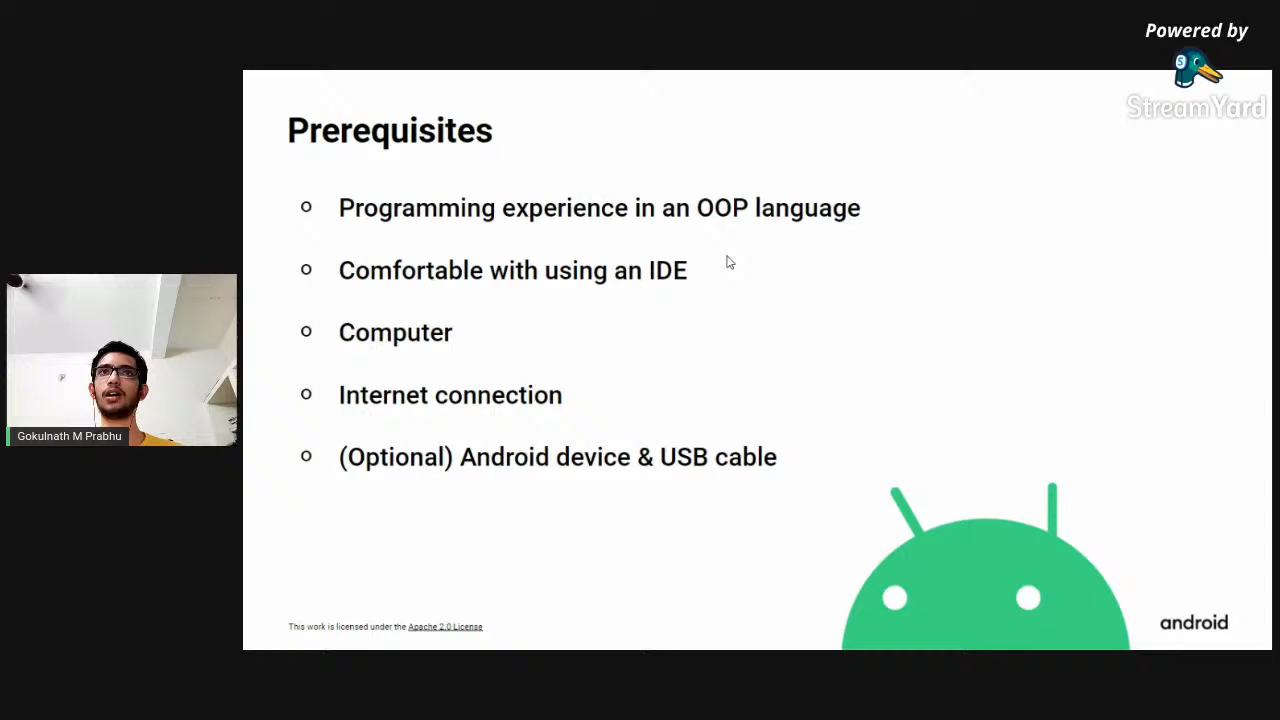 Powered by
StreamYard
Prerequisites
Programming experience in an OOP language
Comfortable with using an IDE
Computer
Internet connection
(Optional) Android device & USB cable
Gokulnath M Prabhu
This work is licensed under the Apache 2.0 License
android